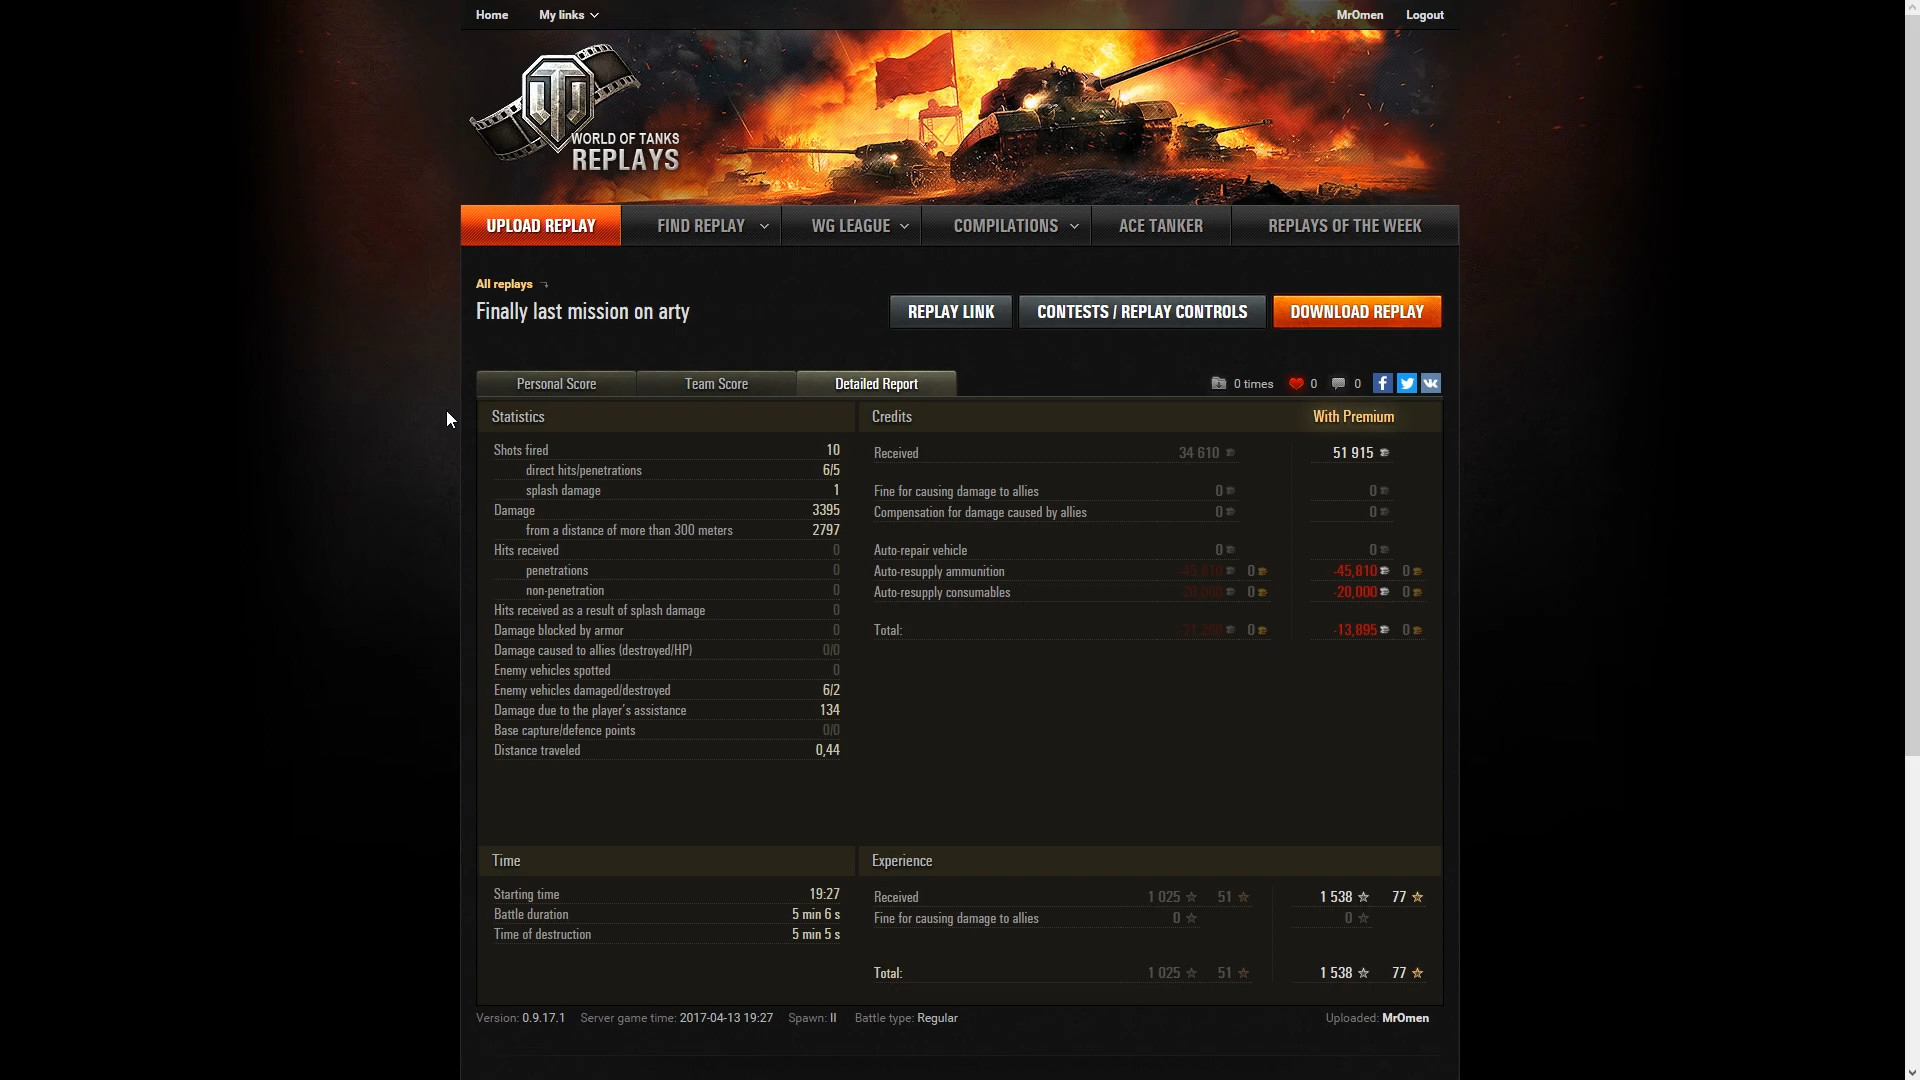 Home My links MrOmen Logout
WORLD OF TANKS
REPLAYS
UPLOAD REPLAY FIND REPLAY WG LEAGUE COMPILATIONS ACE TANKER REPLAYS OF THE WEEK
All replays
Finally last mission on arty
REPLAY LINK CONTESTS / REPLAY CONTROLS DOWNLOAD REPLAY
Personal Score Team Score Detailed Report 0 times 0 0
Statistics
Shots fired 10
direct hits/penetrations 6/5
splash damage 1
Damage 3395
from a distance of more than 300 meters 2797
Hits received 0
penetrations 0
non-penetration 0
Hits received as a result of splash damage 0
Damage blocked by armor 0
Damage caused to allies (destroyed/HP) 0/0
Enemy vehicles spotted 0
Enemy vehicles damaged/destroyed 6/2
Damage due to the player's assistance 134
Base capture/defence points 0/0
Distance traveled 0,44
Credits With Premium
Received 34 610 51 915
Fine for causing damage to allies 0 0
Compensation for damage caused by allies 0 0
Auto-repair vehicle 0 0
Auto-resupply ammunition -45,810 0 -45,810 0
Auto-resupply consumables -20,000 0 -20,000 0
Total: -31,200 0 -13,895 0
Time
Starting time 19:27
Battle duration 5 min 6 s
Time of destruction 5 min 5 s
Experience
Received 1 025 51 1 538 77
Fine for causing damage to allies 0 0
Total: 1 025 51 1 538 77
Version: 0.9.17.1 Server game time: 2017-04-13 19:27 Spawn: II Battle type: Regular Uploaded: MrOmen